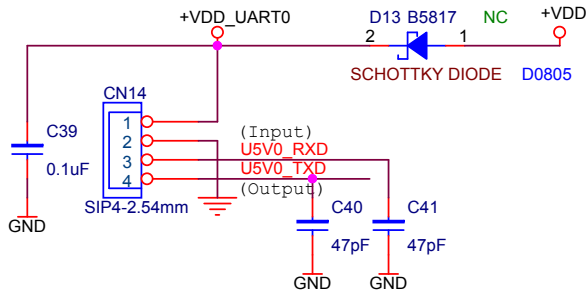 +VDD_UART0
D13 B5817
NC
+VDD
2
1
SCHOTTKY DIODE
D0805
CN14
C39
0.1uF
GND
1
2
3
4
(Input)
U5V0_RXD
U5V0_TXD
(Output)
SIP4-2.54mm
C40
47pF
GND
C41
47pF
GND